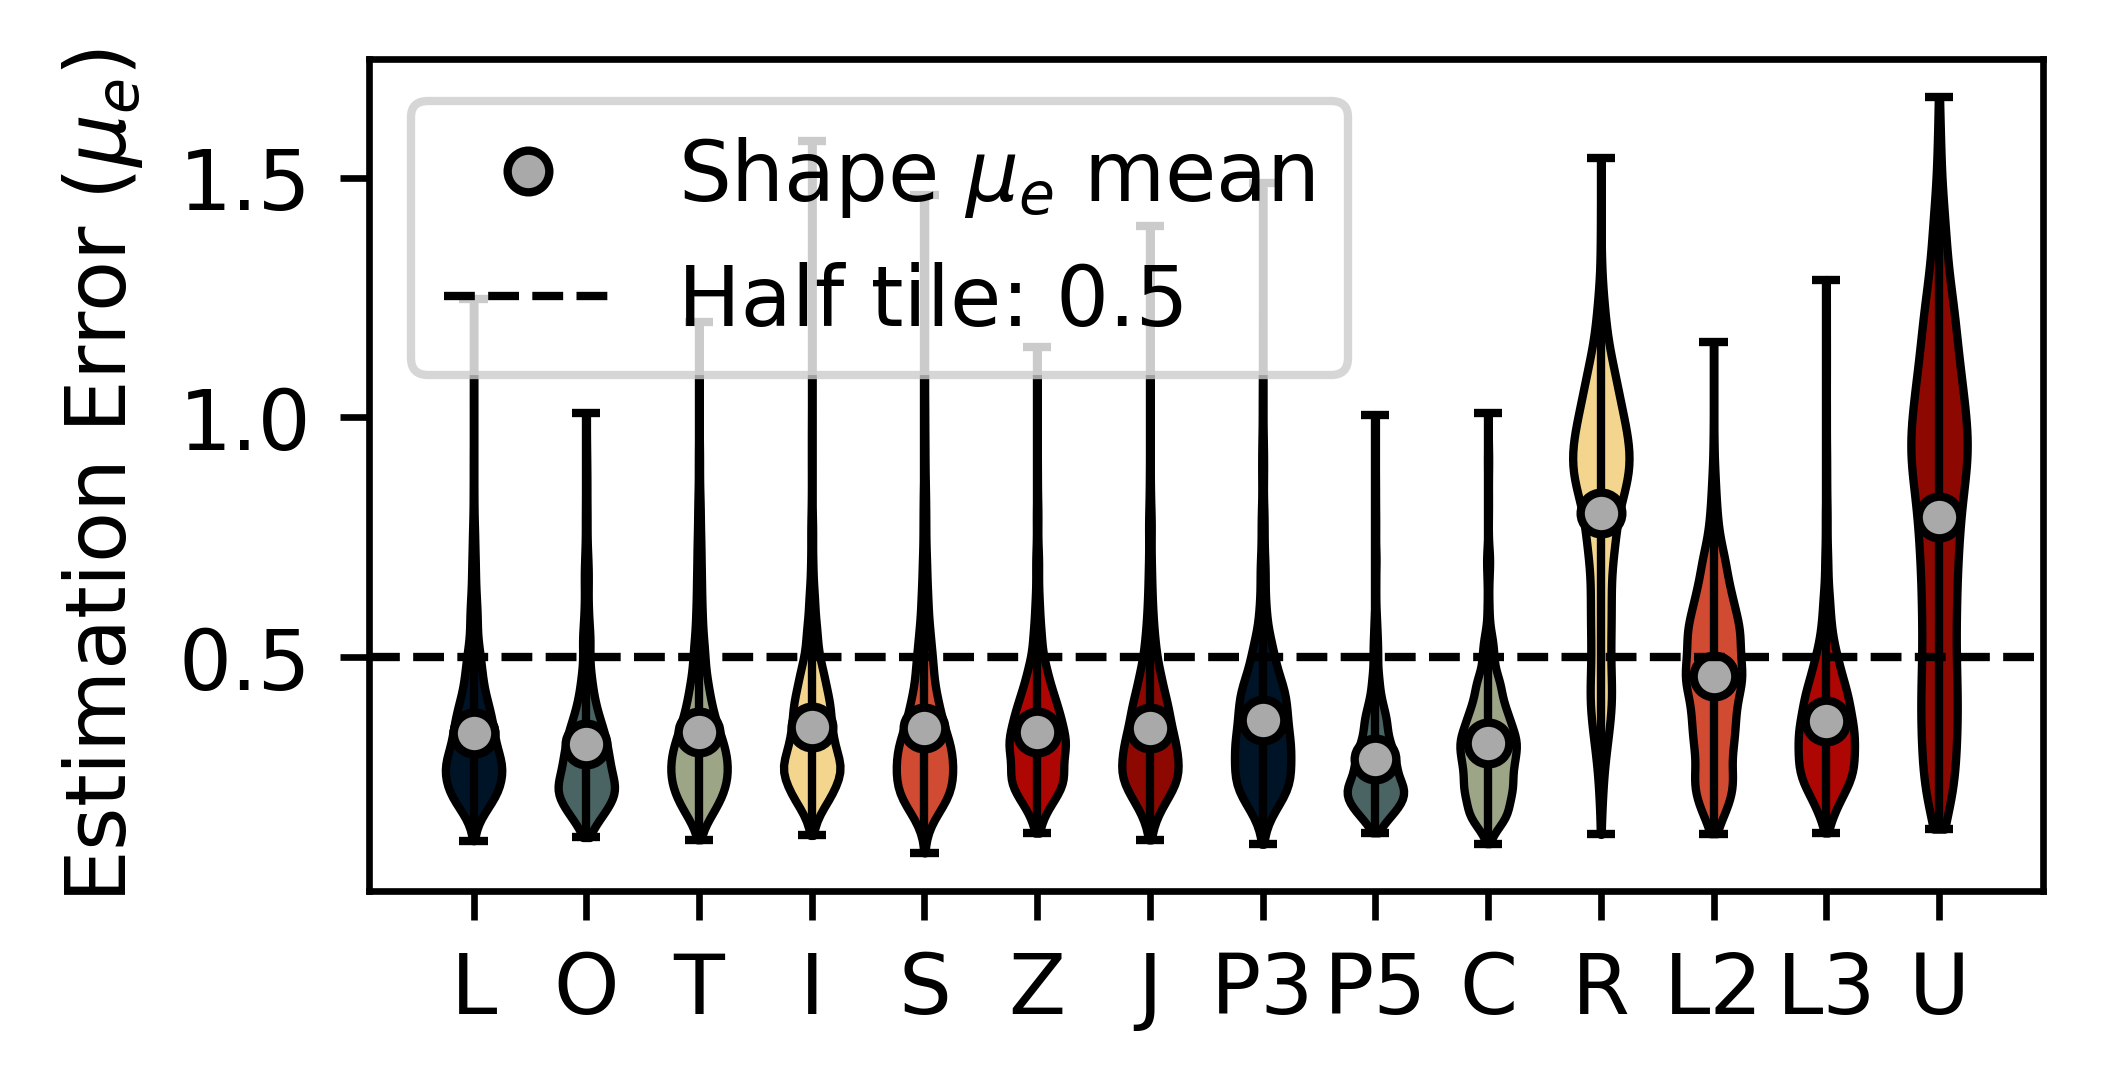 Estimation Error (μe)
1.5
1.0
0.5
Shape μe mean
Half tile: 0.5
L O T I S Z J P3 P5 C R L2 L3 U